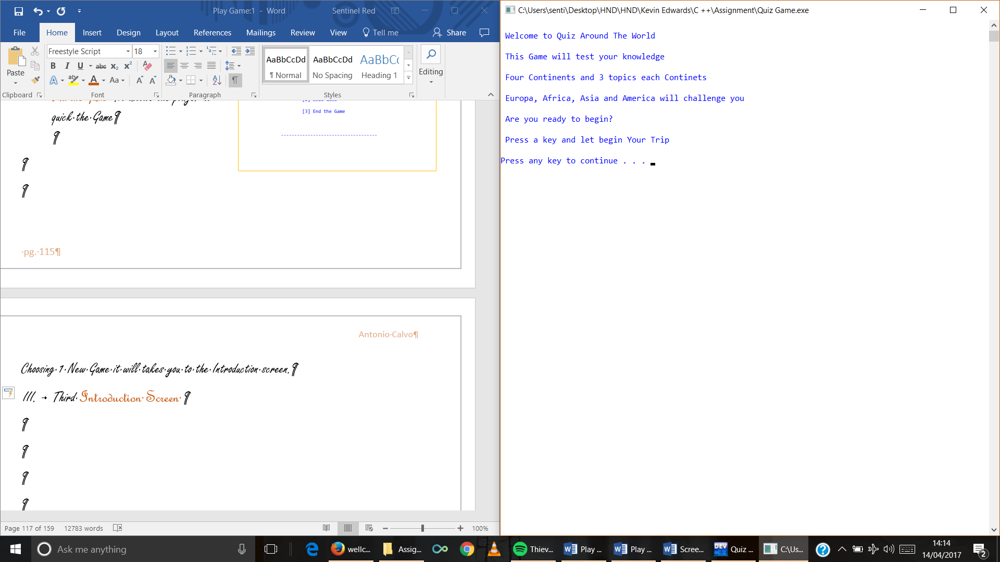 Play Game:1 - Word
Sentinel Red
File
Home
Insert
Design
Layout
References
Mailings
Review
View
Tell me
Share
Paste
Clipboard
Freestyle Script
18
Font
Paragraph
AaBbCcDd
¶ Normal
AaBbCcDd
No Spacing
AaBbCc
Heading 1
Styles
Editing
quick·the·Game¶
¶
¶
¶
[3] End the Game
------------------------------------
·pg.·115¶
Antonio·Calvo¶
Choosing·1·New·Game·it·will·takes·you·to·the·Introduction·screen.¶
III. → Third·Introduction·Screen·¶
¶
¶
¶
¶
Page 117 of 159
12783 words
100%
C:\Users\senti\Desktop\HND\HND\Kevin Edwards\C ++\Assignment\Quiz Game.exe
Welcome to Quiz Around The World
This Game will test your knowledge
Four Continents and 3 topics each Continets
Europa, Africa, Asia and America will challenge you
Are you ready to begin?
Press a key and let begin Your Trip
Press any key to continue . . .
Ask me anything
wellc...
Assig...
Thiev...
Play ...
Play ...
Scree...
DEV
Quiz ...
C:\Us...
14:14
14/04/2017
2